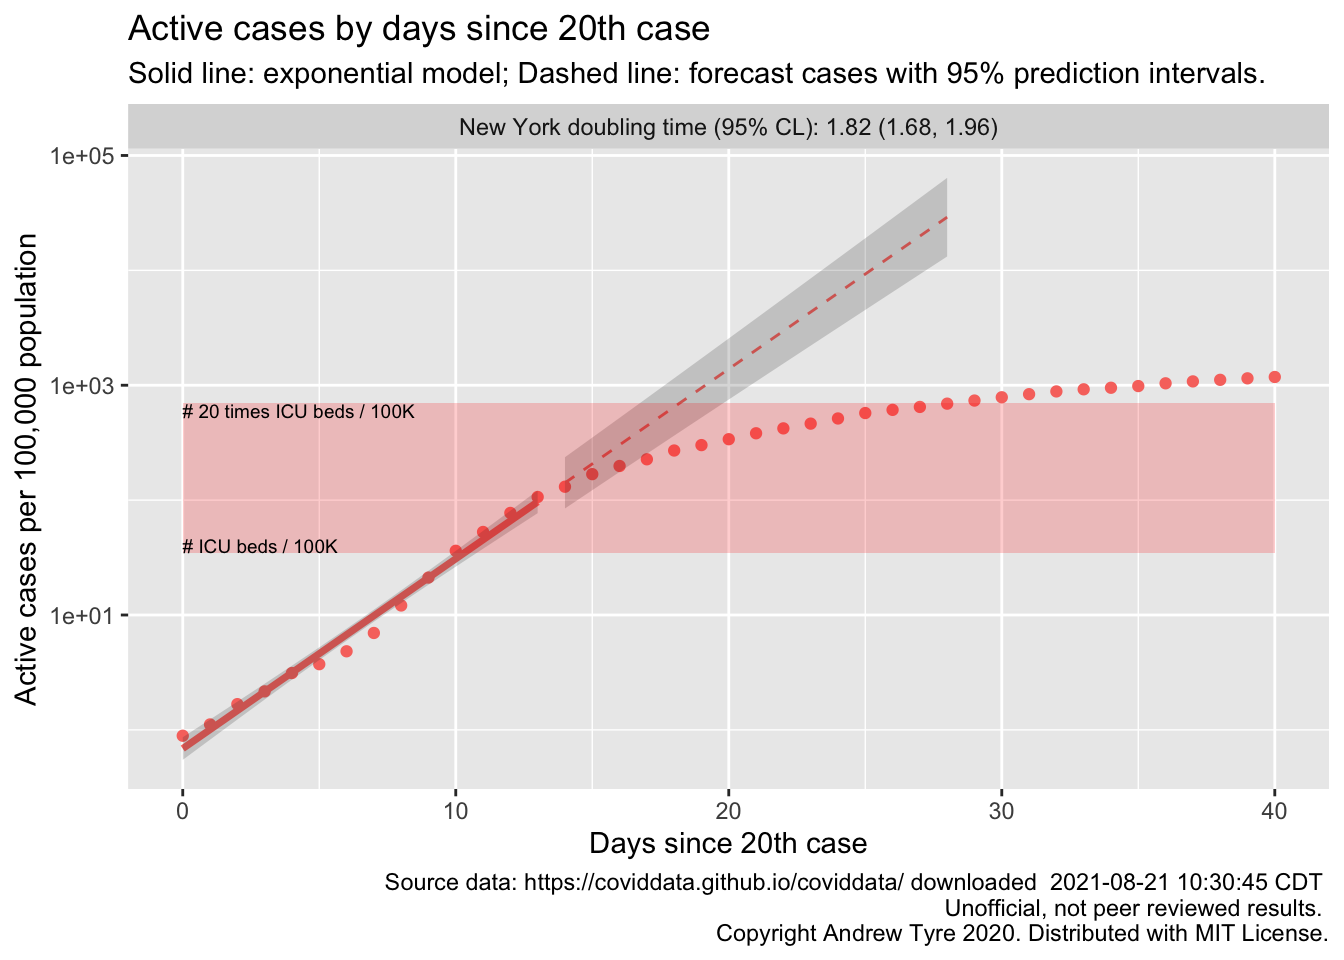 Active cases by days since 20th case
Solid line: exponential model; Dashed line: forecast cases with 95% prediction intervals.
New York doubling time (95% CL): 1.82 (1.68, 1.96)
Active cases per 100,000 population
1e+05
1e+03
1e+01
# 20 times ICU beds / 100K
# ICU beds / 100K
0 10 20 30 40
Days since 20th case
Source data: https://coviddata.github.io/coviddata/ downloaded  2021-08-21 10:30:45 CDT
Unofficial, not peer reviewed results.
Copyright Andrew Tyre 2020. Distributed with MIT License.